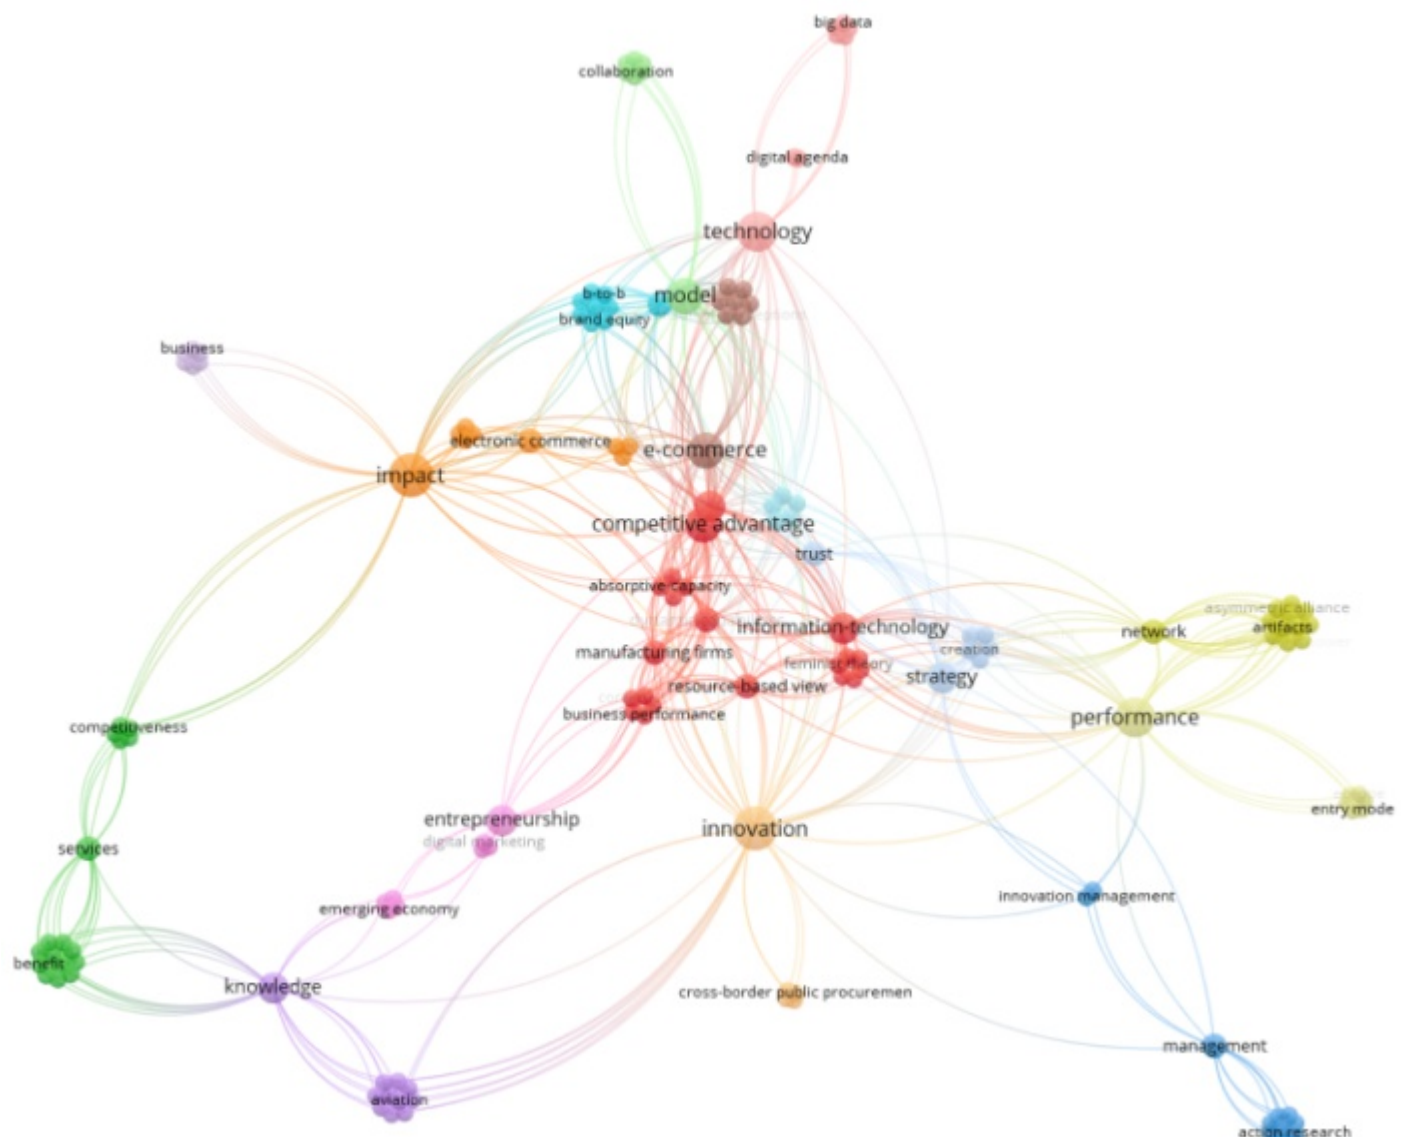 big data
collaboration
digital agenda
technology
b-to-b
model
brand equity
business
electronic commerce
e-commerce
impact
competitive advantage
trust
absorptive-capacity
asymmetric alliance
information-technology
network
artifacts
manufacturing firms
feminist theory
creation
resource-based view
strategy
business performance
performance
competitiveness
entry mode
entrepreneurship
innovation
digital marketing
services
innovation management
emerging economy
benefit
knowledge
cross-border public procuremen
management
aviation
action research